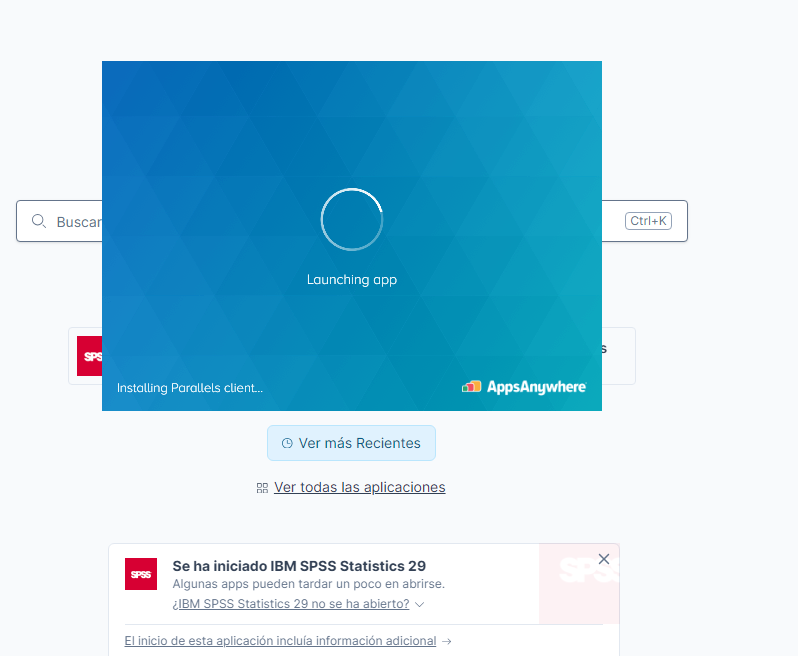 Buscar
Ctrl+K
Launching app
SPS
s
Installing Parallels client...
AppsAnywhere
Ver más Recientes
Ver todas las aplicaciones
SPSS
Se ha iniciado IBM SPSS Statistics 29
SPSS
Algunas apps pueden tardar un poco en abrirse.
¿IBM SPSS Statistics 29 no se ha abierto?
El inicio de esta aplicación incluía información adicional